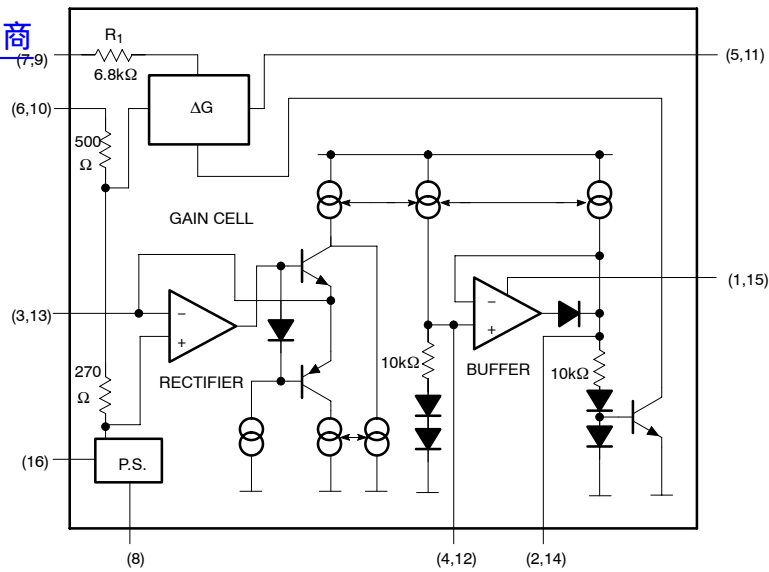 商
R1
(7,9)
6.8kΩ
(5,11)
ΔG
(6,10)
500
Ω
GAIN CELL
(1,15)
(3,13)
−
+
−
+
10kΩ
BUFFER
10kΩ
270
Ω
RECTIFIER
(16)
P.S.
(8)
(4,12)
(2,14)